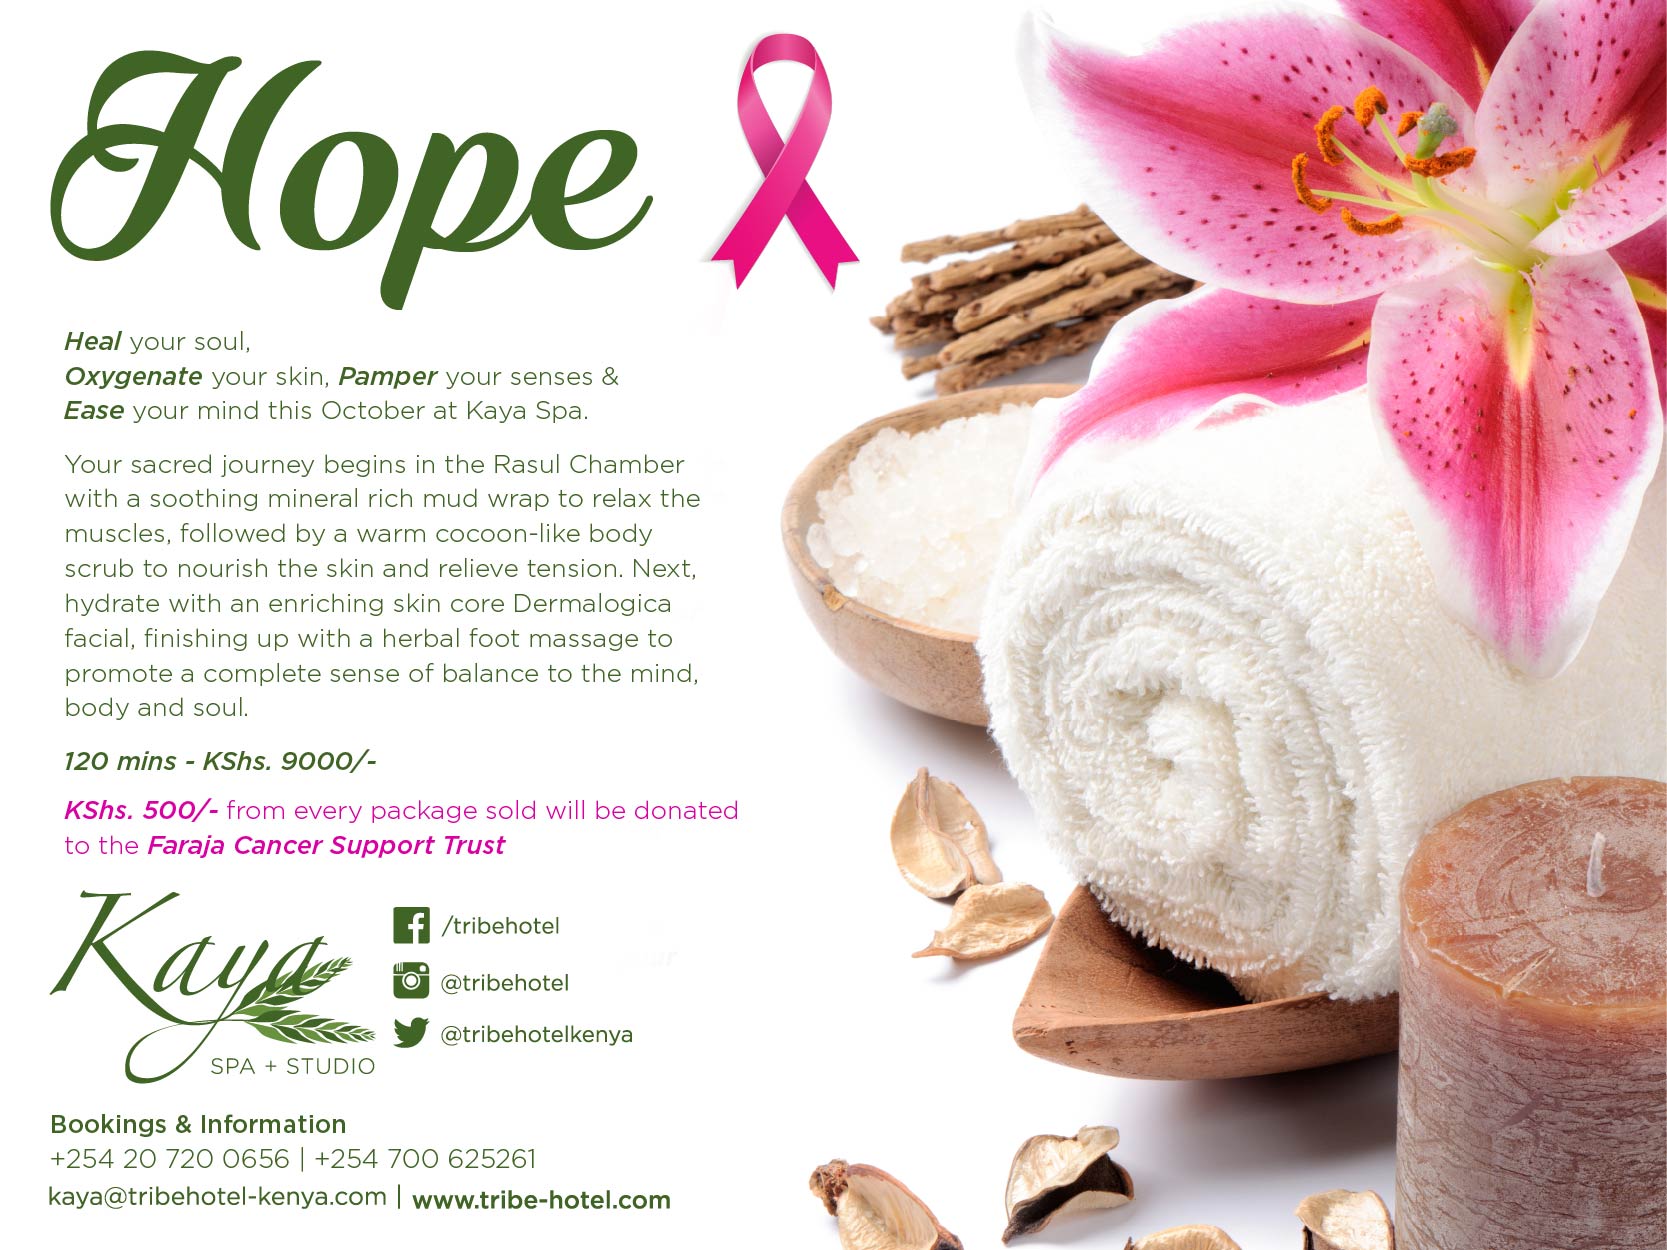 Hope
Heal your soul,
Oxygenate your skin, Pamper your senses &
Ease your mind this October at Kaya Spa.
Your sacred journey begins in the Rasul Chamber
with a soothing mineral rich mud wrap to relax the
muscles, followed by a warm cocoon-like body
scrub to nourish the skin and relieve tension. Next,
hydrate with an enriching skin core Dermalogica
facial, finishing up with a herbal foot massage to
promote a complete sense of balance to the mind,
body and soul.
120 mins - KShs. 9000/-
KShs. 500/- from every package sold will be donated
to the Faraja Cancer Support Trust
Kaya
SPA + STUDIO
/tribehotel
@tribehotel
@tribehotelkenya
Bookings & Information
+254 20 720 0656 | +254 700 625261
kaya@tribehotel-kenya.com | www.tribe-hotel.com